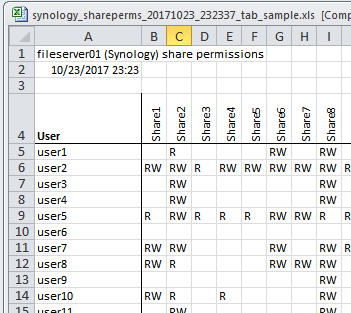 synology_shareperms_20171023_232337_tab_sample.xls [Comp
A B C D E F G H I
1 fileserver01 (Synology) share permissions
2 10/23/2017 23:23
3
4 User Share1 Share2 Share3 Share4 Share5 Share6 Share7 Share8
5 user1 R RW RW
6 user2 RW RW R RW RW RW RW RW R
7 user3 RW RW
8 user4 RW RW
9 user5 R R R R R RW RW RW R
10 user6
11 user7 RW RW RW RW R
12 user8 RW R RW RW RW
13 user9 RW
14 user10 RW R R RW
15 user11 RW RW